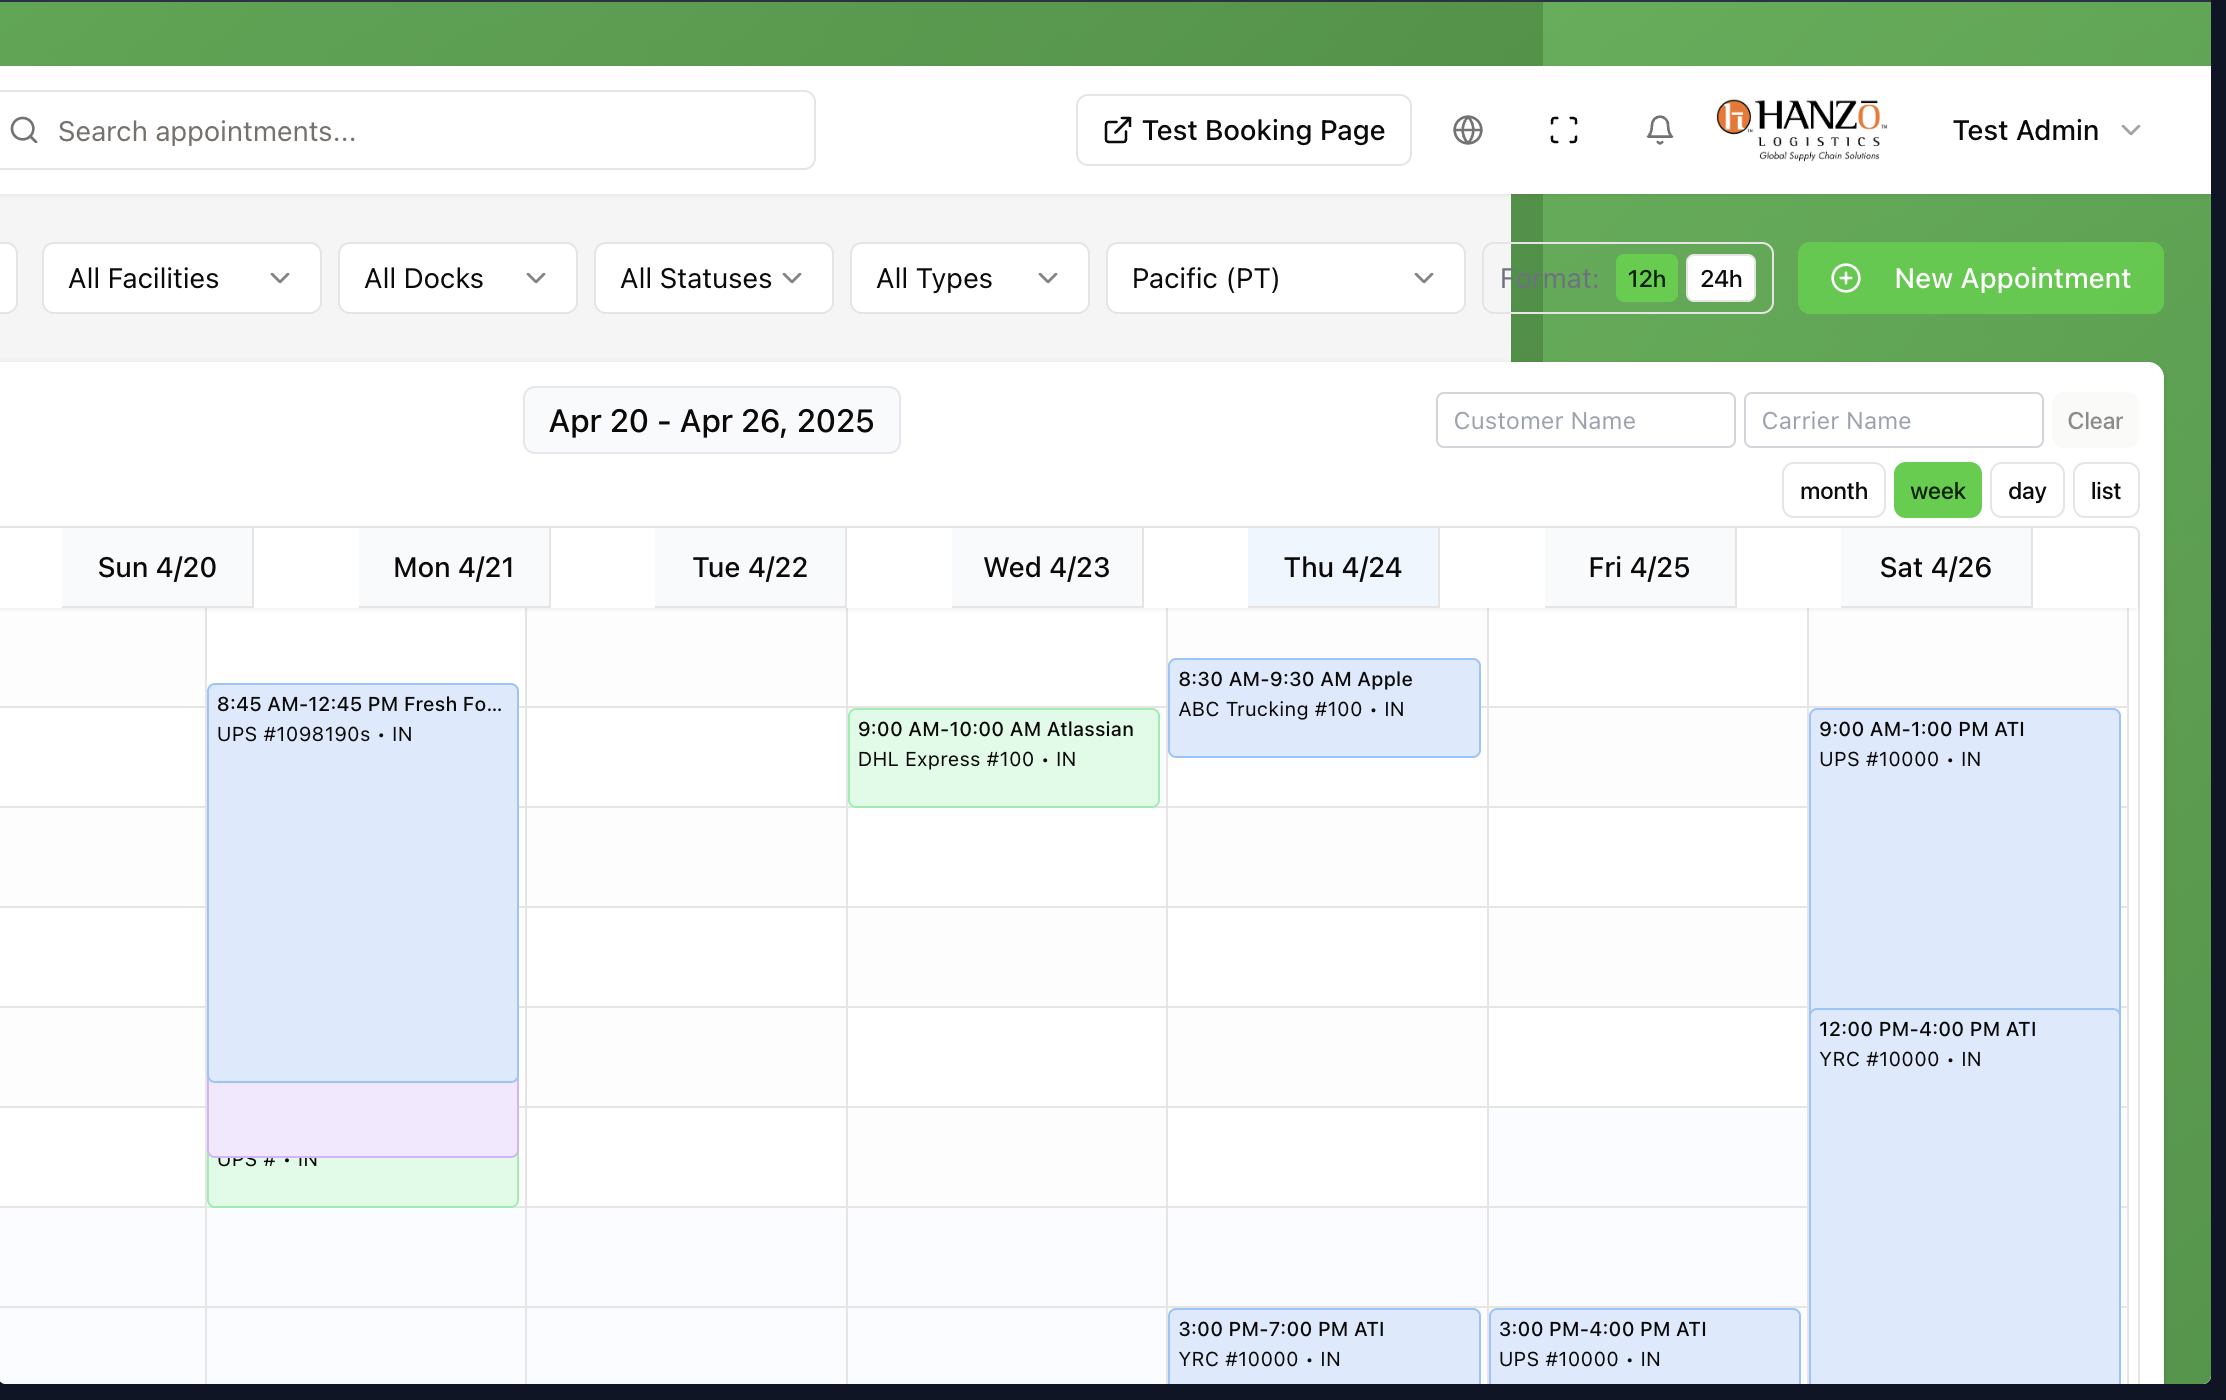 Search appointments...
Test Booking Page
HANZō
LOGISTICS
Global Supply Chain Solutions
Test Admin
All Facilities
All Docks
All Statuses
All Types
Pacific (PT)
Format:
12h
24h
New Appointment
Apr 20 - Apr 26, 2025
Customer Name
Carrier Name
Clear
month
week
day
list
Sun 4/20
Mon 4/21
Tue 4/22
Wed 4/23
Thu 4/24
Fri 4/25
Sat 4/26
8:45 AM-12:45 PM Fresh Fo...
UPS #1098190s • IN
UPS # • IN
9:00 AM-10:00 AM Atlassian
DHL Express #100 • IN
8:30 AM-9:30 AM Apple
ABC Trucking #100 • IN
3:00 PM-7:00 PM ATI
YRC #10000 • IN
3:00 PM-4:00 PM ATI
UPS #10000 • IN
9:00 AM-1:00 PM ATI
UPS #10000 • IN
12:00 PM-4:00 PM ATI
YRC #10000 • IN